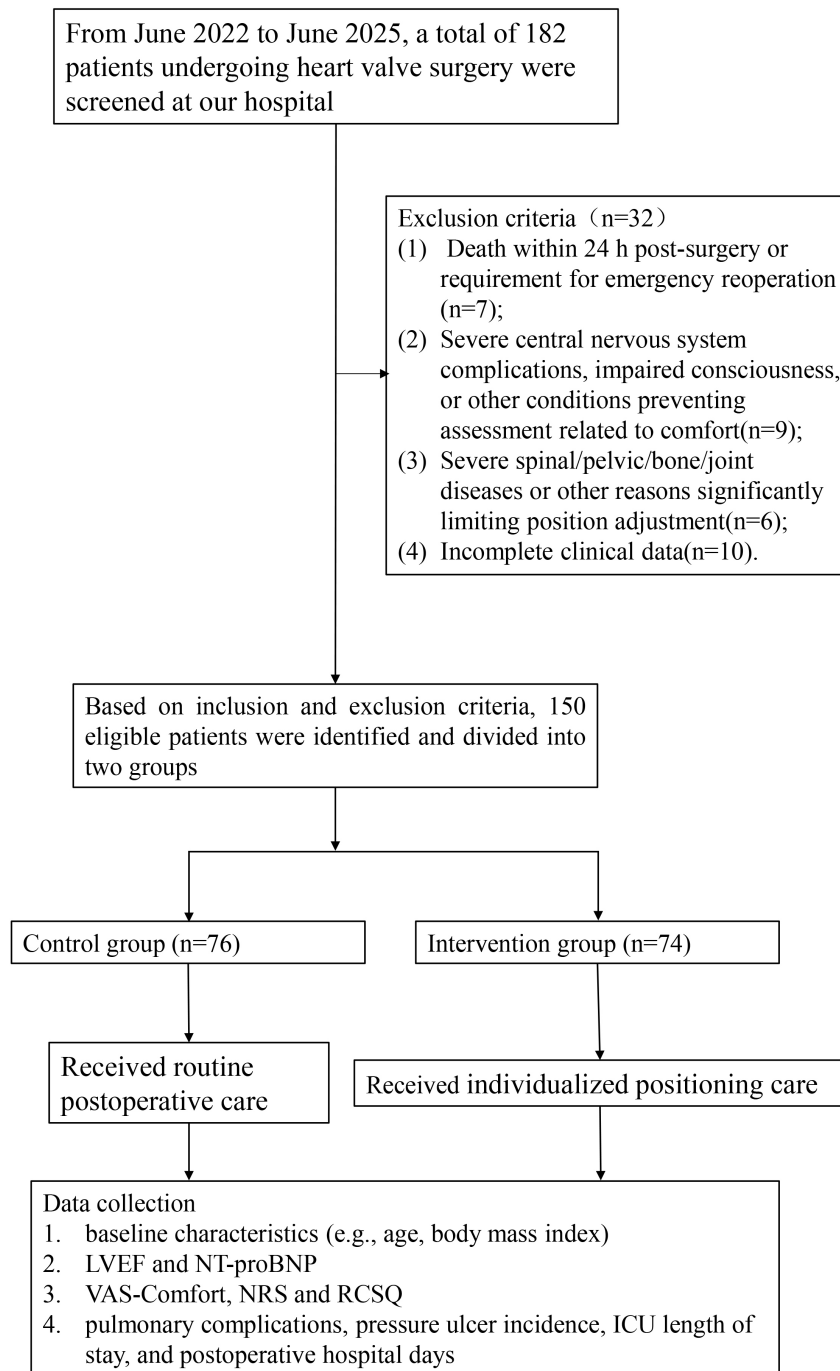 From June 2022 to June 2025, a total of 182
patients undergoing heart valve surgery were
screened at our hospital
Exclusion criteria（n=32）
(1) Death within 24 h post-surgery or
requirement for emergency reoperation
(n=7);
(2) Severe central nervous system
complications, impaired consciousness,
or other conditions preventing
assessment related to comfort(n=9);
(3) Severe spinal/pelvic/bone/joint
diseases or other reasons significantly
limiting position adjustment(n=6);
(4) Incomplete clinical data(n=10).
Based on inclusion and exclusion criteria, 150
eligible patients were identified and divided into
two groups
Control group (n=76)
Intervention group (n=74)
Received routine
postoperative care
Received individualized positioning care
Data collection
1. baseline characteristics (e.g., age, body mass index)
2. LVEF and NT-proBNP
3. VAS-Comfort, NRS and RCSQ
4. pulmonary complications, pressure ulcer incidence, ICU length of
stay, and postoperative hospital days